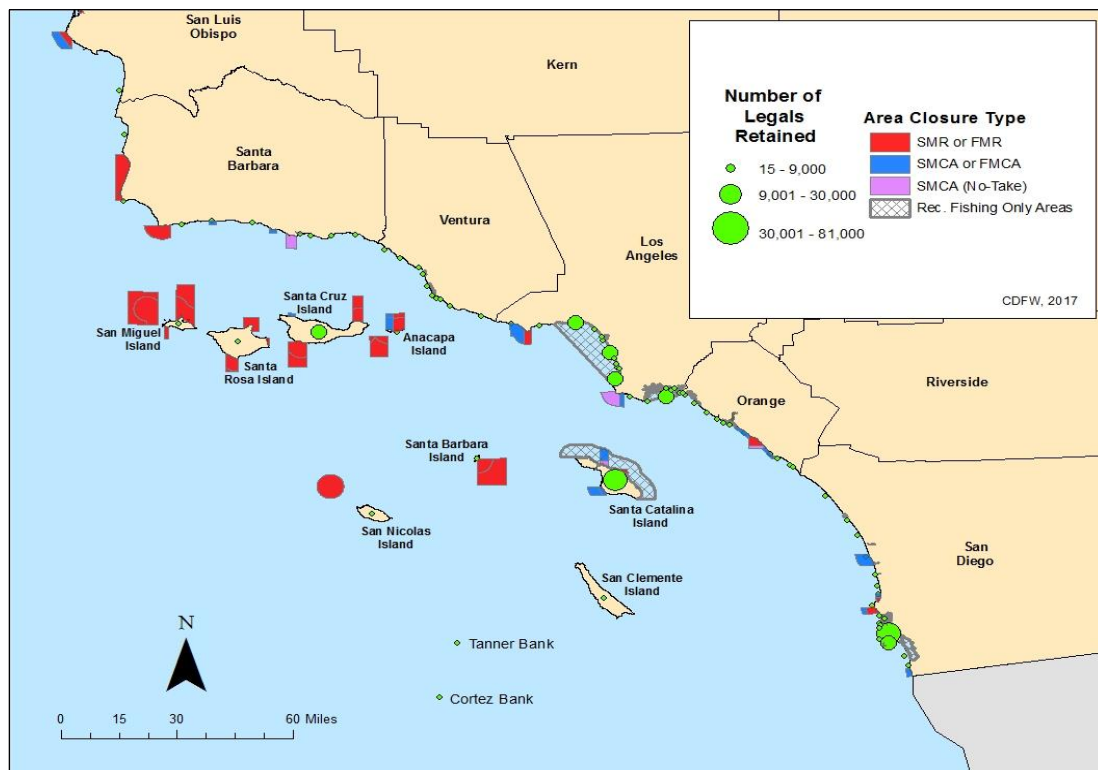 San Luis
Obispo
Kern
Santa
Barbara
Ventura
Los
Angeles
Number of
Legals
Retained
15 - 9,000
9,001 - 30,000
30,001 - 81,000
Area Closure Type
SMR or FMR
SMCA or FMCA
SMCA (No-Take)
Rec. Fishing Only Areas
CDFW, 2017
San Miguel
Island
Santa
Rosa Island
Santa Cruz
Island
Anacapa
Island
Riverside
Orange
Santa Barbara
Island
San Nicolas
Island
Santa Catalina
Island
San Clemente
Island
San
Diego
Tanner Bank
Cortez Bank
N
0 15 30 60 Miles